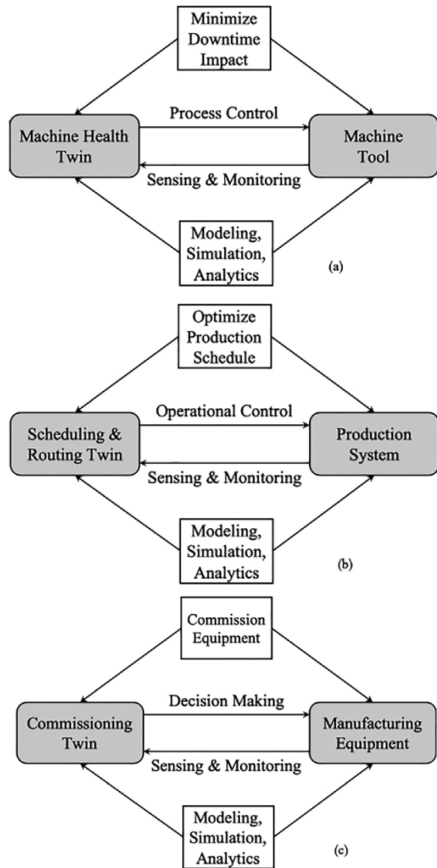 Minimize
Downtime
Impact
Process Control
Machine Health
Twin
Machine
Tool
Sensing & Monitoring
Modeling,
Simulation,
Analytics
(a)
Optimize
Production
Schedule
Operational Control
Scheduling &
Routing Twin
Production
System
Sensing & Monitoring
Modeling,
Simulation,
Analytics
(b)
Commission
Equipment
Decision Making
Commissioning
Twin
Manufacturing
Equipment
Sensing & Monitoring
Modeling,
Simulation,
Analytics
(c)